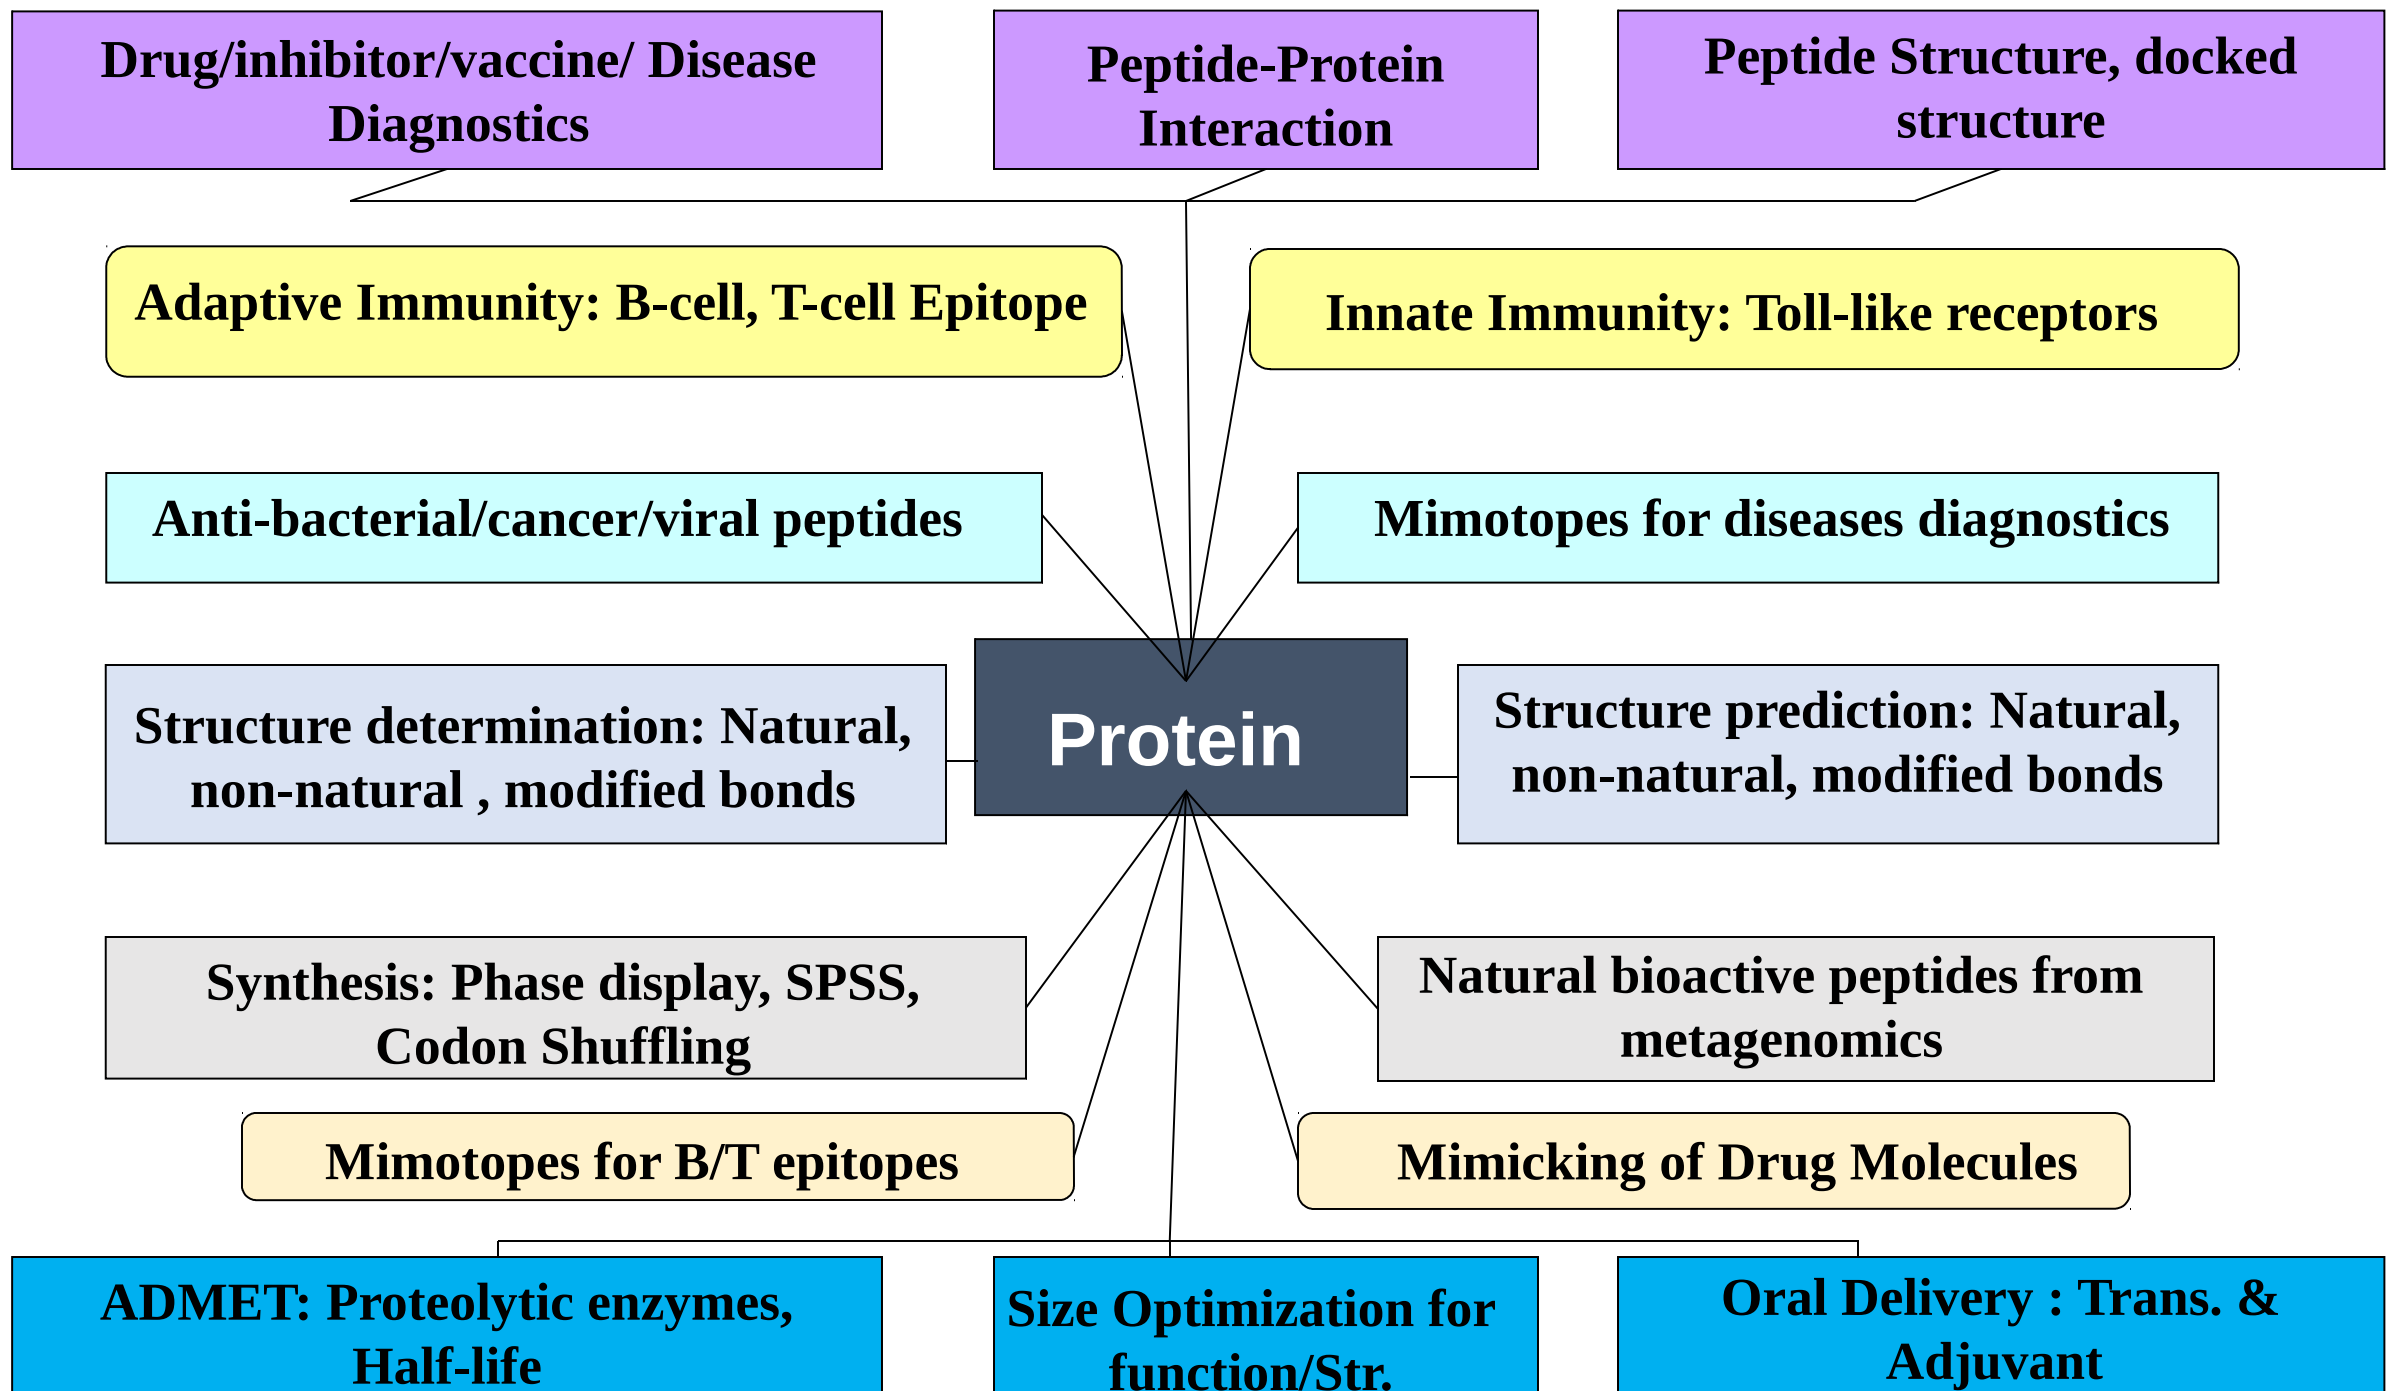 Drug/inhibitor/vaccine/ Disease
Diagnostics
Peptide-Protein
Interaction
Peptide Structure, docked
structure
Adaptive Immunity: B-cell, T-cell Epitope
Innate Immunity: Toll-like receptors
Anti-bacterial/cancer/viral peptides
Mimotopes for diseases diagnostics
Structure determination: Natural,
non-natural , modified bonds
Protein
Structure prediction: Natural,
non-natural, modified bonds
Synthesis: Phase display, SPSS,
Codon Shuffling
Natural bioactive peptides from
metagenomics
Mimotopes for B/T epitopes
Mimicking of Drug Molecules
ADMET: Proteolytic enzymes,
Half-life
Size Optimization for
function/Str.
Oral Delivery : Trans. &
Adjuvant